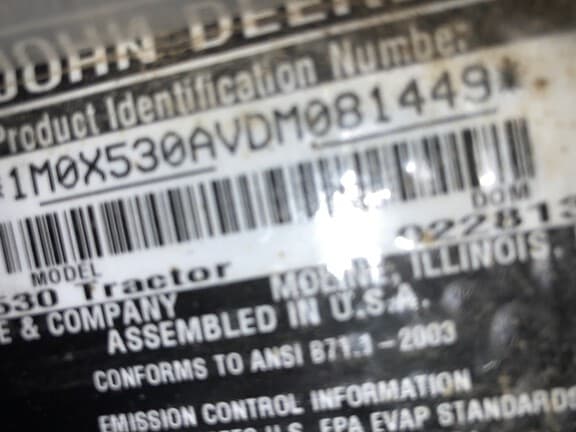 JOHN DEERE
Product Identification Number
*1M0X530AVDM081449*
DOM
022813
MODEL
530 Tractor
E & COMPANY MOLINE, ILLINOIS.
ASSEMBLED IN U.S.A.
CONFORMS TO ANSI B71.1-2003
EMISSION CONTROL INFORMATION
U.S. EPA EVAP STANDARDS